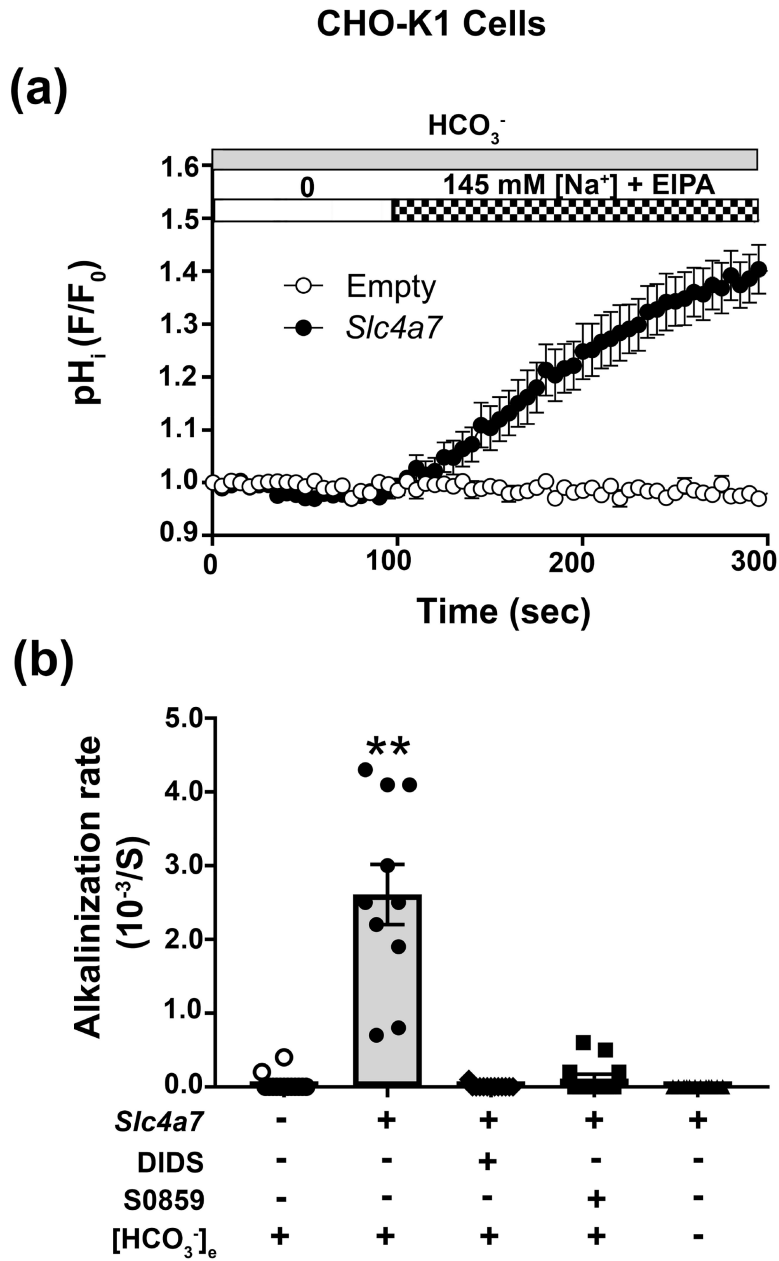 CHO-K1 Cells
(a)
HCO₃⁻
0 145 mM [Na⁺] + EIPA
1.6
1.5
1.4
1.3
1.2
1.1
1.0
0.9
pHᵢ (F/F₀)
Empty
Slc4a7
0 100 200 300
Time (sec)
(b)
Alkalinization rate
(10⁻³/S)
5.0
4.0
3.0
2.0
1.0
0.0
**
Slc4a7 - + + + +
DIDS - - + - -
S0859 - - - + -
[HCO₃⁻]ₑ + + + + -